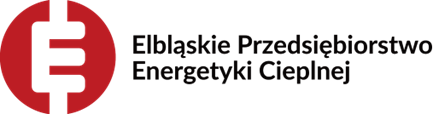 E
Elbląskie Przedsiębiorstwo
Energetyki Cieplnej